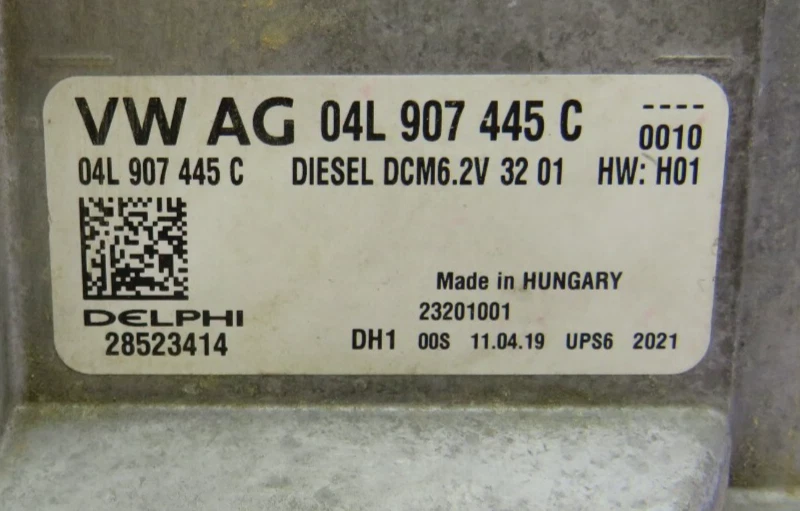 VW AG 04L 907 445 C ----
0010
04L 907 445 C DIESEL DCM6.2V 32 01 HW: H01
Made in HUNGARY
DELPHI 23201001
28523414 DH1 00S 11.04.19 UPS6 2021